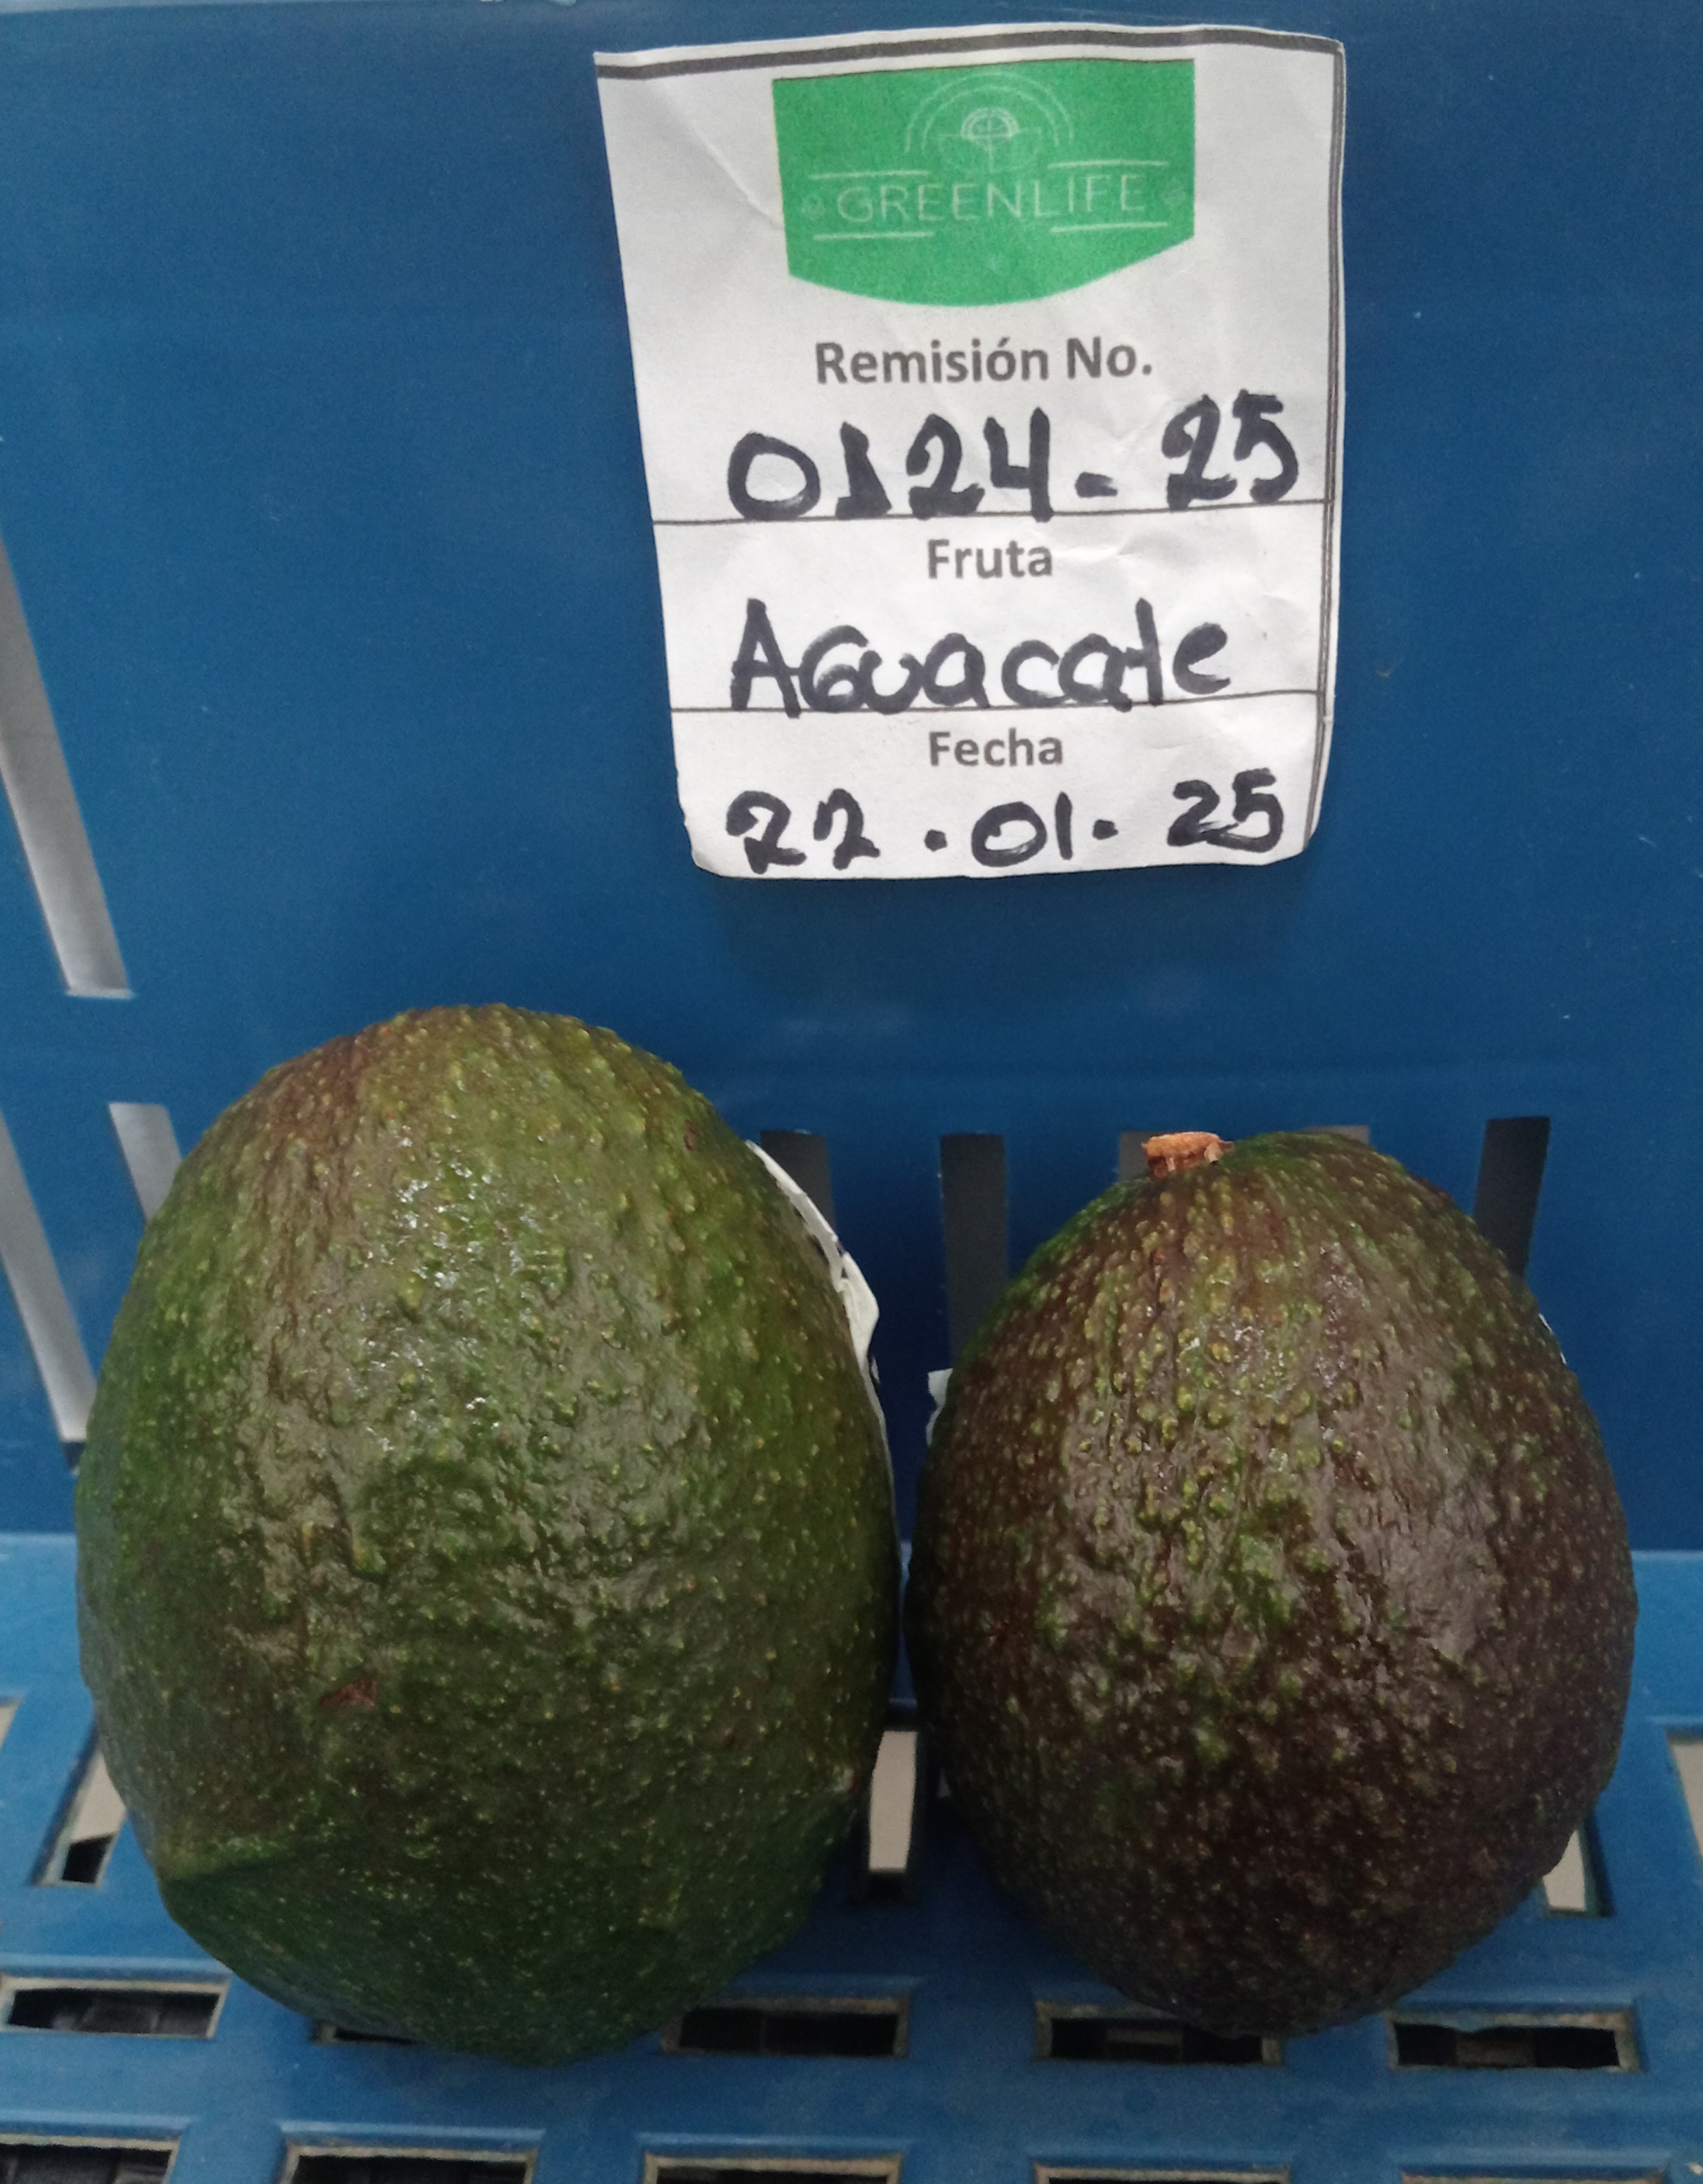 GREENLIFE
Remisión No.
0124-25
Fruta
AGuacate
Fecha
22.01.25